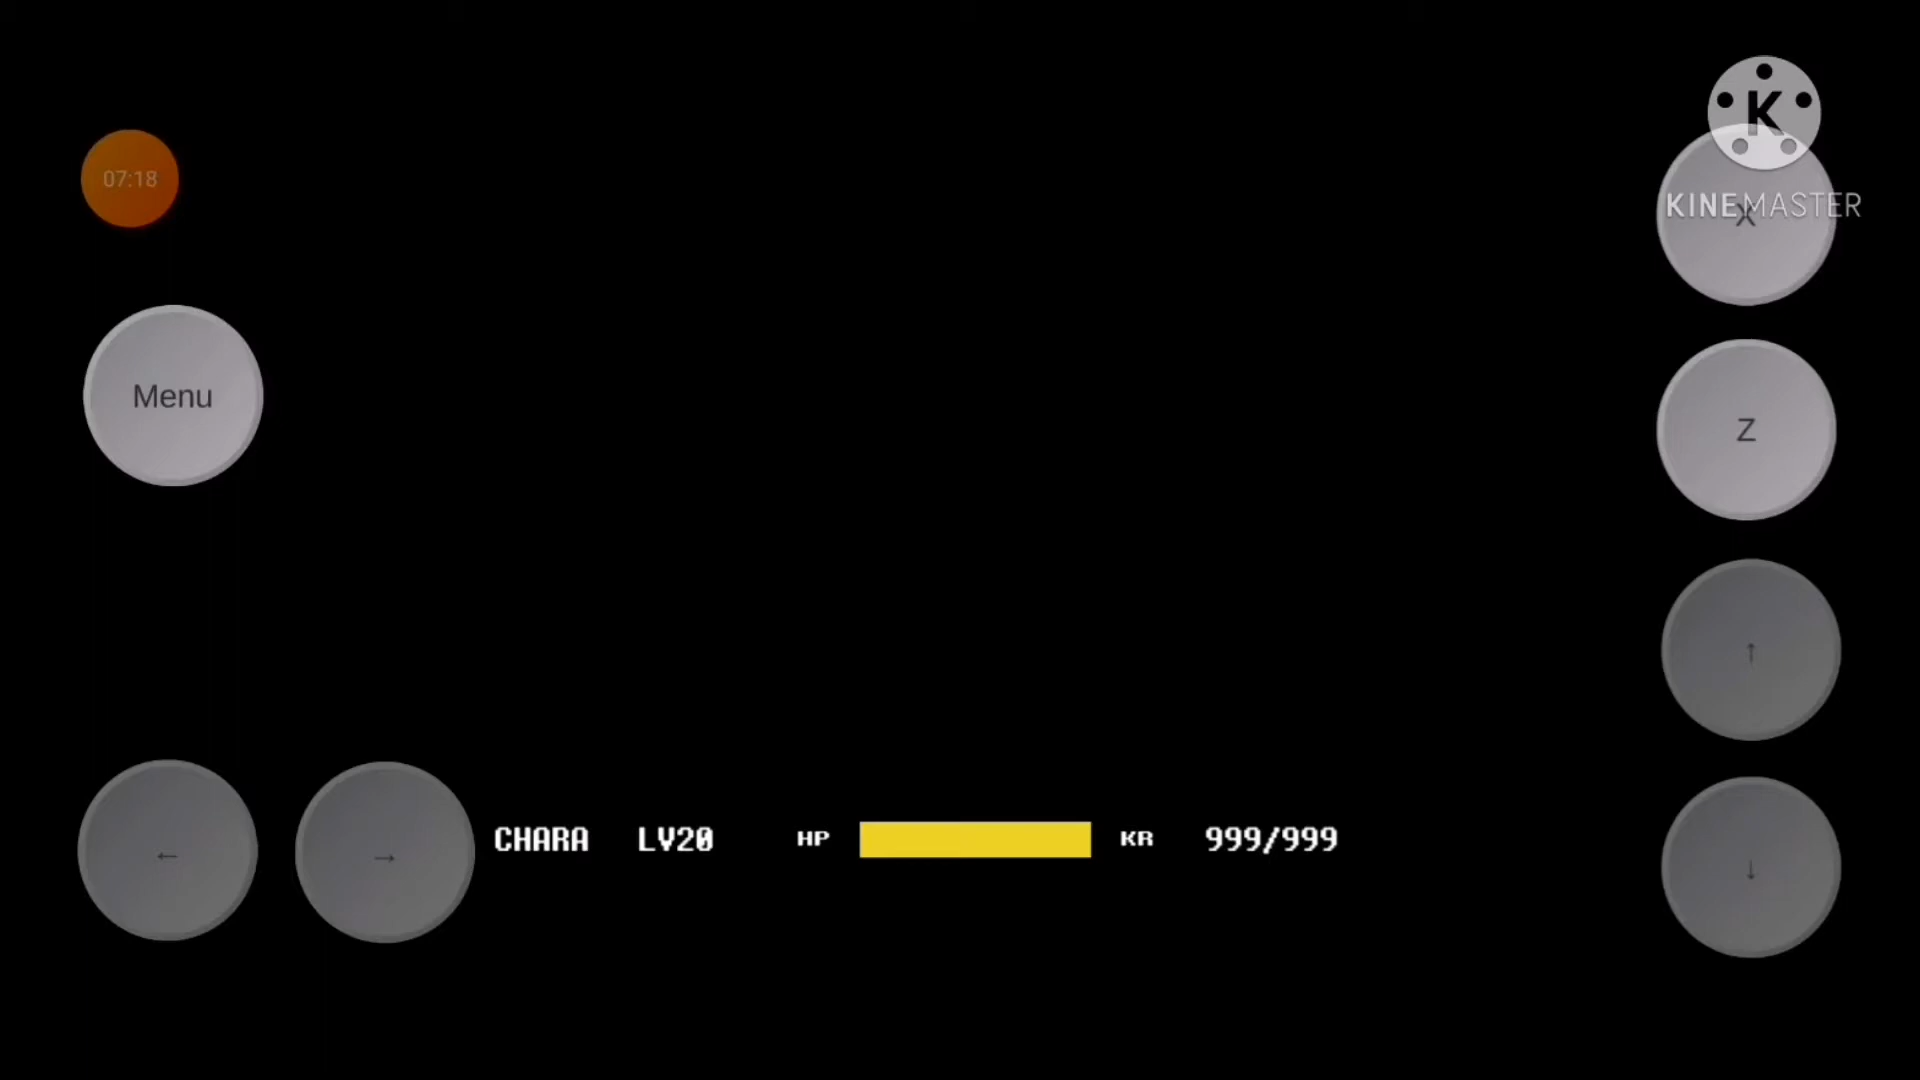 07:18
K
KINEMASTER
X
Menu
Z
↑
← → CHARA LV20 HP KR 999/999
↓